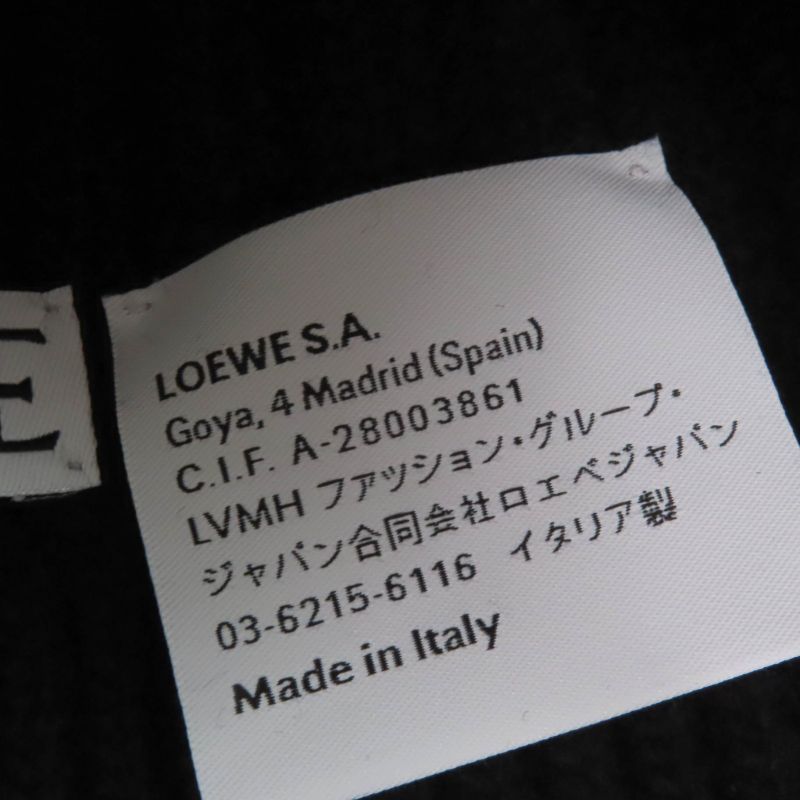 E
LOEWE S.A.
Goya, 4 Madrid (Spain)
C.I.F. A-28003861
LVMH ファッション・グループ・
ジャパン合同会社ロエベジャパン
03-6215-6116 イタリア製
Made in Italy